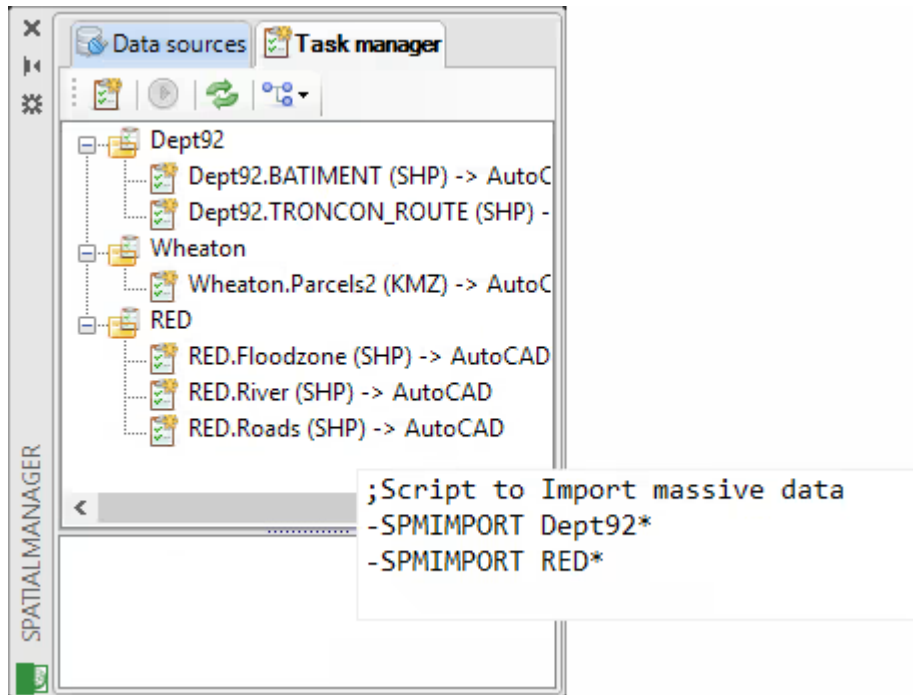 Data sources
Task manager
Dept92
Dept92.BATIMENT (SHP) -> AutoC
Dept92.TRONCON_ROUTE (SHP) -
Wheaton
Wheaton.Parcels2 (KMZ) -> AutoC
RED
RED.Floodzone (SHP) -> AutoCAD
RED.River (SHP) -> AutoCAD
RED.Roads (SHP) -> AutoCAD
SPATIALMANAGER
;Script to Import massive data
-SPMIMPORT Dept92*
-SPMIMPORT RED*